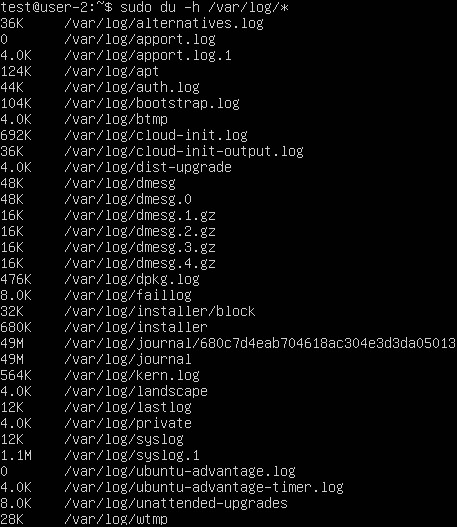 test@user-2:~$ sudo du -h /var/log/*
36K /var/log/alternatives.log
0 /var/log/apport.log
4.0K /var/log/apport.log.1
124K /var/log/apt
44K /var/log/auth.log
104K /var/log/bootstrap.log
4.0K /var/log/btmp
692K /var/log/cloud-init.log
36K /var/log/cloud-init-output.log
4.0K /var/log/dist-upgrade
48K /var/log/dmesg
48K /var/log/dmesg.0
16K /var/log/dmesg.1.gz
16K /var/log/dmesg.2.gz
16K /var/log/dmesg.3.gz
16K /var/log/dmesg.4.gz
476K /var/log/dpkg.log
8.0K /var/log/faillog
32K /var/log/installer/block
680K /var/log/installer
49M /var/log/journal/680c7d4eab704618ac304e3d3da05013
49M /var/log/journal
564K /var/log/kern.log
4.0K /var/log/landscape
12K /var/log/lastlog
4.0K /var/log/private
12K /var/log/syslog
1.1M /var/log/syslog.1
0 /var/log/ubuntu-advantage.log
4.0K /var/log/ubuntu-advantage-timer.log
8.0K /var/log/unattended-upgrades
28K /var/log/wtmp